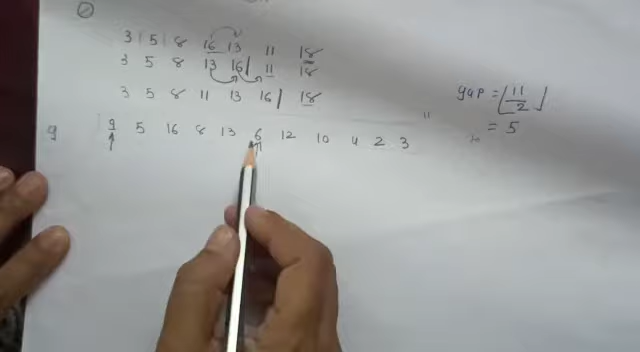 2
3 | 5 | 8 16 13 11 18
3 5 8 13 16 | 11 18
3 5 8 11 13 16 | 18
gap = ⌊11/2⌋
= 5
9 9 5 16 8 13 6 12 10 4 2 3